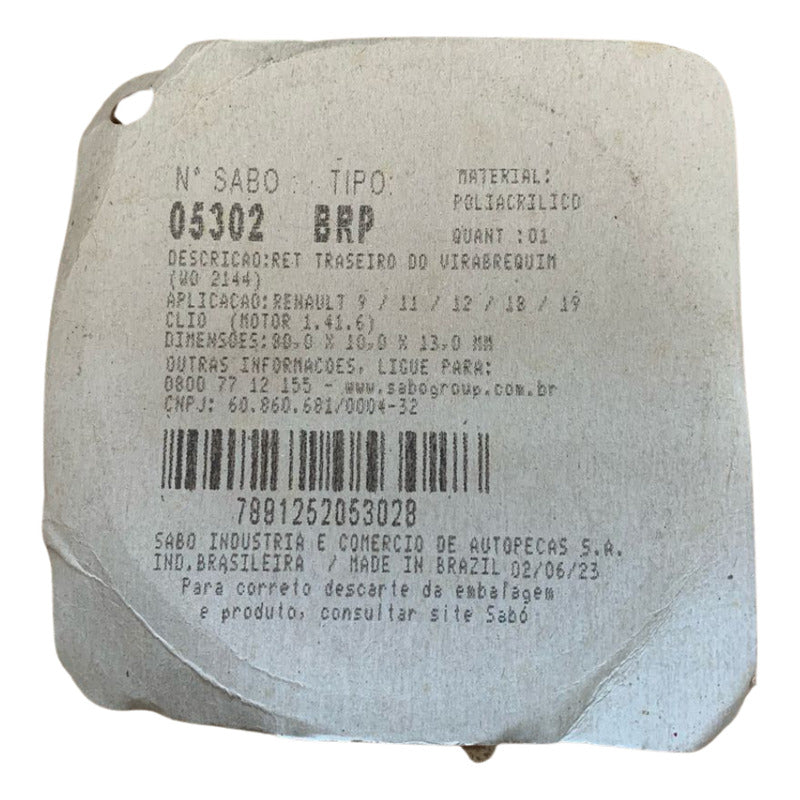 N° SABO : TIPO:
05302 BRP
MATERIAL:
POLIACRILICO
QUANT :01
DESCRICAO:RET TRASEIRO DO VIRABREQUIM
(WO 2144)
APLICACAO:RENAULT 9 / 11 / 12 / 18 / 19
CLIO (MOTOR 1.41.6)
DIMENSOES: X 10,0 X 13,0 MM
OUTRAS INFORMACOES, LIGUE PARA:
0800 77 12 155 - www.sabogroup.com.br
CNPJ: 60.860.681/0004-32
7891252053028
SABO INDUSTRIA E COMERCIO DE AUTOPECAS S.A.
IND.BRASILEIRA / MADE IN BRAZIL 02/06/23
Para correto descarte da embalagem
e produto, consultar site Sabó